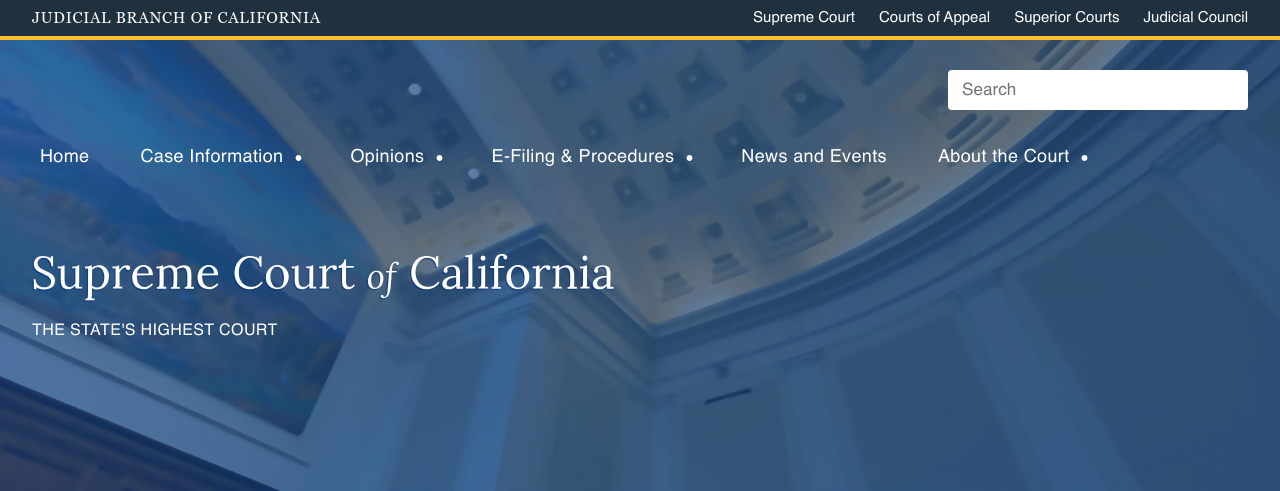 JUDICIAL BRANCH OF CALIFORNIA
Supreme Court Courts of Appeal Superior Courts Judicial Council
Search
Home Case Information Opinions E-Filing & Procedures News and Events About the Court
Supreme Court of California
THE STATE'S HIGHEST COURT